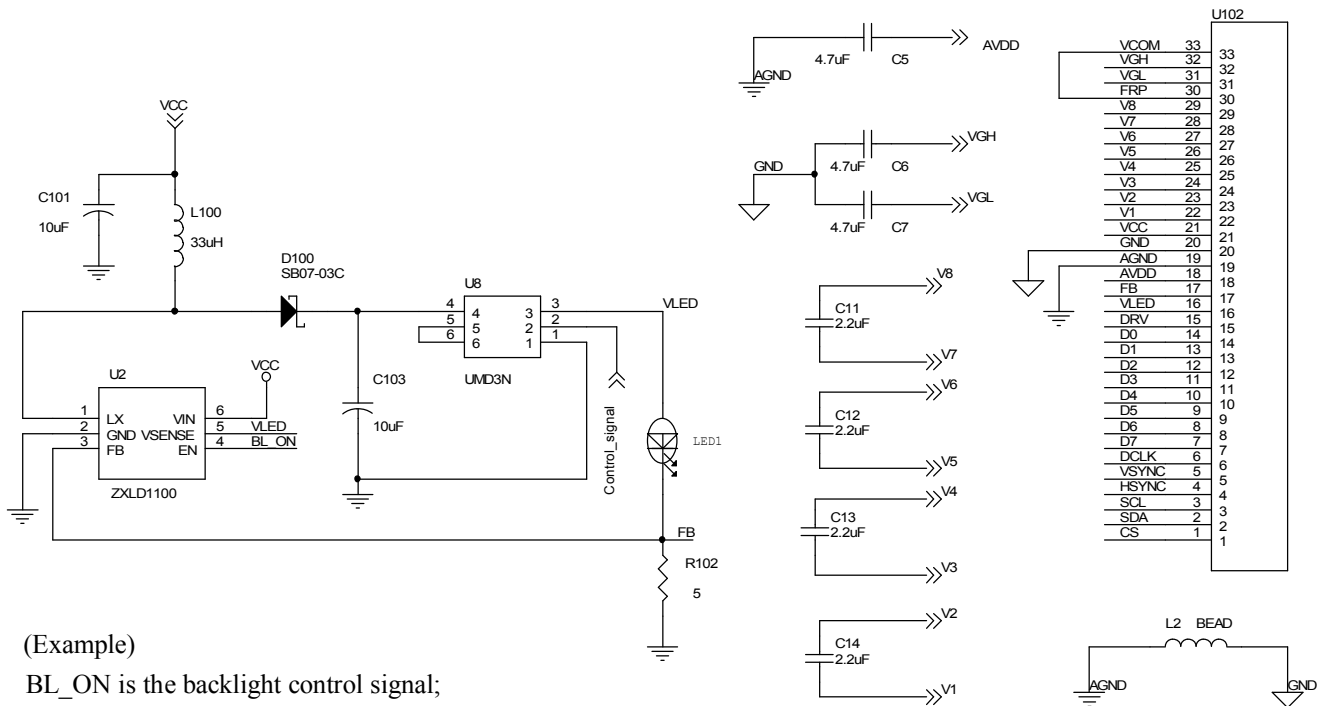 VCC
C101
10uF
L100
33uH
D100
SB07-03C
U8
4 4 3 3
5 5 2 2
6 6 1 1
UMD3N
VLED
Control_signal
C103
10uF
LED1
U2
VCC
1 LX VIN 6
2 GND VSENSE 5 VLED
3 FB EN 4 BL_ON
ZXLD1100
FB
R102
5
(Example)
BL_ON is the backlight control signal;
AGND
4.7uF C5
AVDD
GND
4.7uF C6
VGH
4.7uF C7
VGL
V8
C11
2.2uF
V7
V6
C12
2.2uF
V5
V4
C13
2.2uF
V3
V2
C14
2.2uF
V1
U102
VCOM 33 33
VGH 32 32
VGL 31 31
FRP 30 30
V8 29 29
V7 28 28
V6 27 27
V5 26 26
V4 25 25
V3 24 24
V2 23 23
V1 22 22
VCC 21 21
GND 20 20
AGND 19 19
AVDD 18 18
FB 17 17
VLED 16 16
DRV 15 15
D0 14 14
D1 13 13
D2 12 12
D3 11 11
D4 10 10
D5 9 9
D6 8 8
D7 7 7
DCLK 6 6
VSYNC 5 5
HSYNC 4 4
SCL 3 3
SDA 2 2
CS 1 1
L2 BEAD
AGND
GND